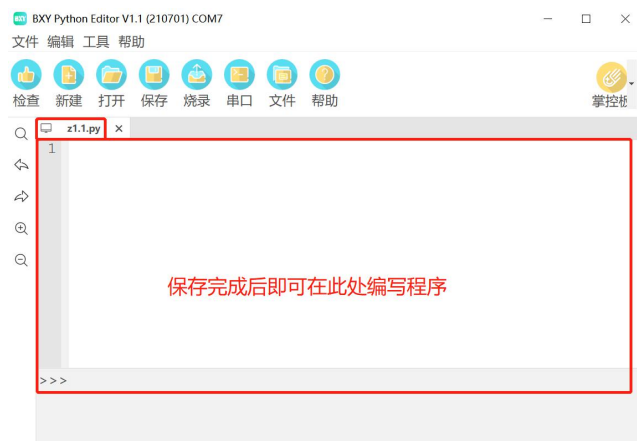 BXY BXY Python Editor V1.1 (210701) COM7
文件 编辑 工具 帮助
检查 新建 打开 保存 烧录 串口 文件 帮助 掌控板
z1.1.py
1
保存完成后即可在此处编写程序
>>>